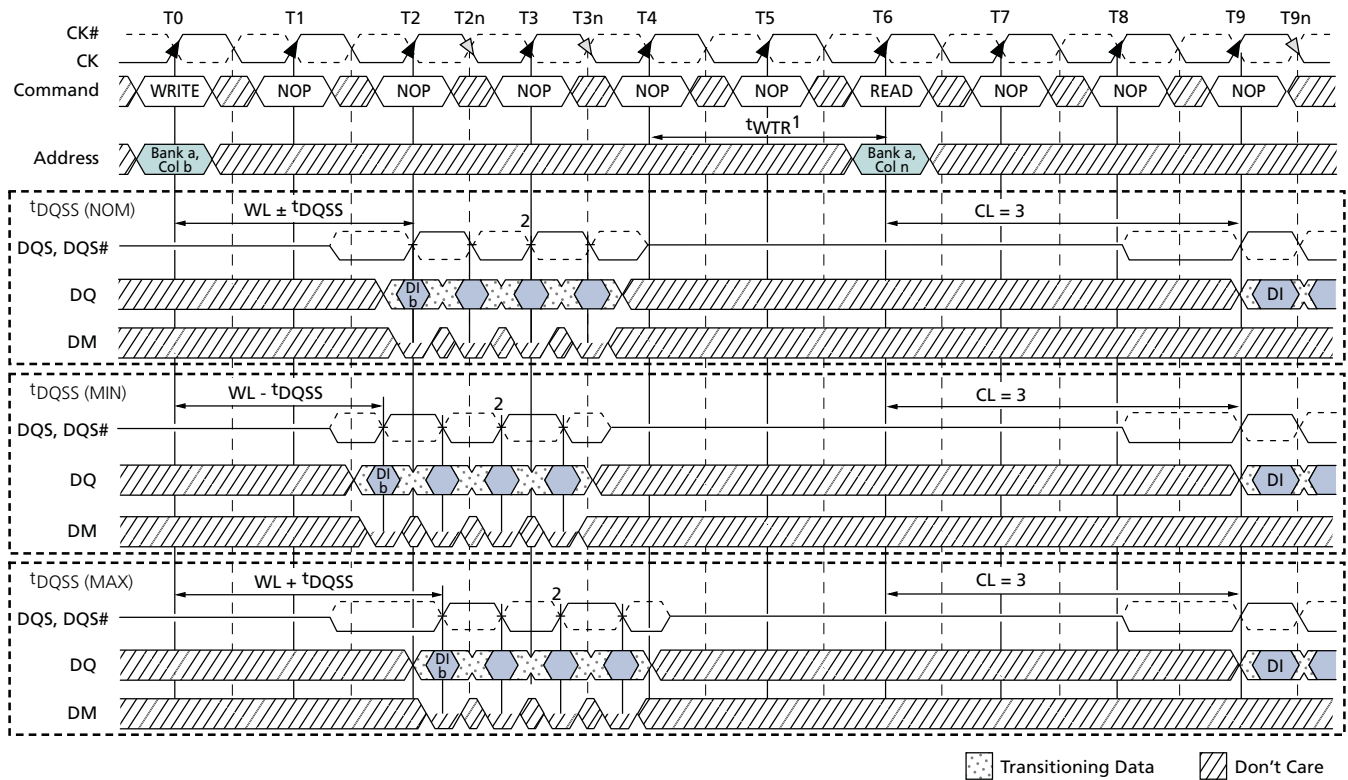 T0 T1 T2 T2n T3 T3n T4 T5 T6 T7 T8 T9 T9n
CK#
CK
Command WRITE NOP NOP NOP NOP NOP READ NOP NOP NOP
tWTR1
Address Bank a, Col b Bank a, Col n
tDQSS (NOM) WL ± tDQSS CL = 3
2
DQS, DQS#
DQ DI b DI
DM
tDQSS (MIN) WL - tDQSS CL = 3
2
DQS, DQS#
DQ DI b DI
DM
tDQSS (MAX) WL + tDQSS CL = 3
2
DQS, DQS#
DQ DI b DI
DM
Transitioning Data Don't Care